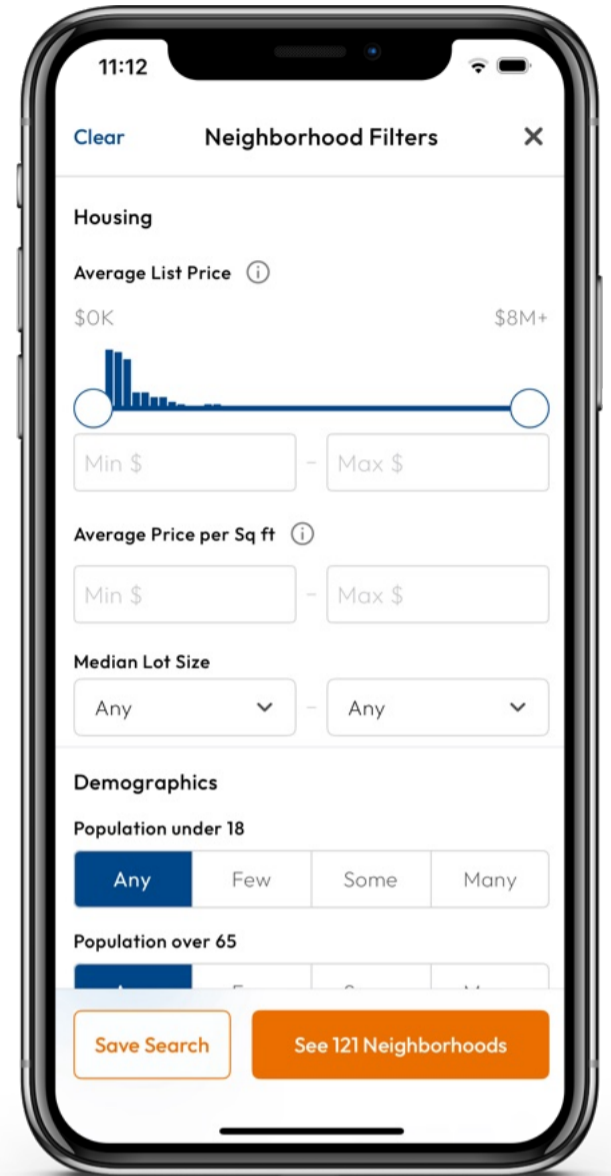 11:12
Clear Neighborhood Filters
Housing
Average List Price
$0K $8M+
Min $ - Max $
Average Price per Sq ft
Min $ - Max $
Median Lot Size
Any - Any
Demographics
Population under 18
Any Few Some Many
Population over 65
Save Search See 121 Neighborhoods